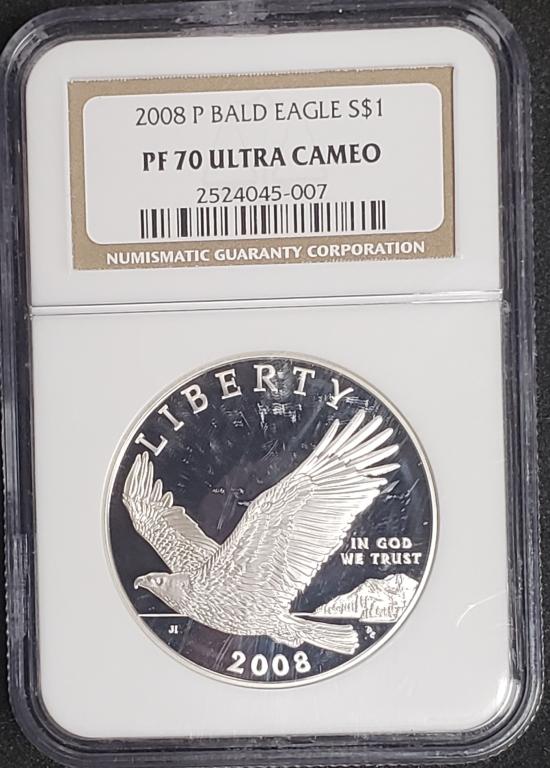 2008 P BALD EAGLE S$1
PF 70 ULTRA CAMEO
2524045-007
NUMISMATIC GUARANTY CORPORATION
LIBERTY
IN GOD
WE TRUST
JI
2008